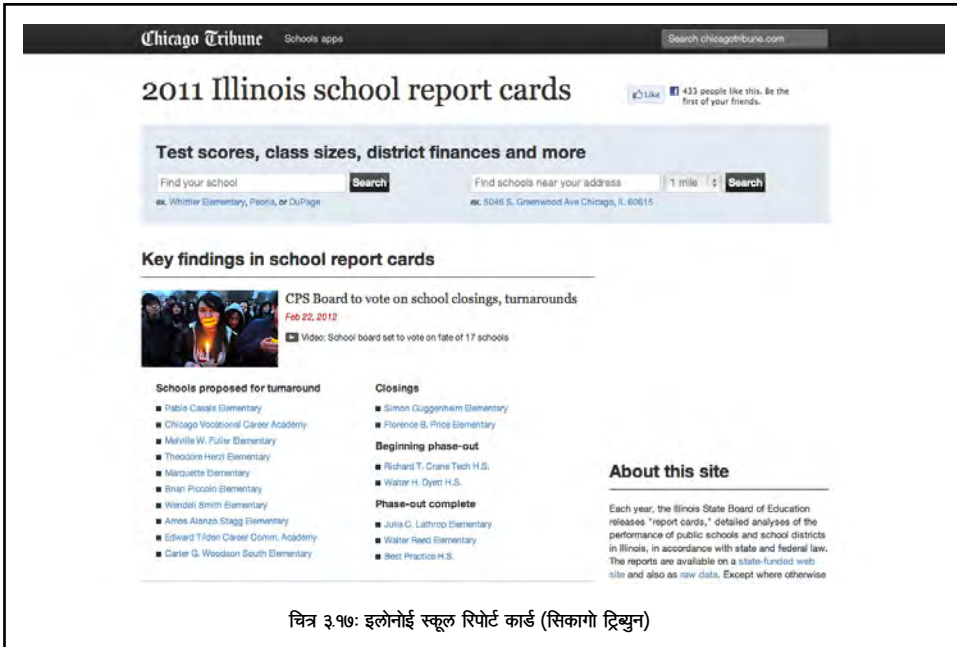 Chicago Tribune Schools apps Search chicagotribune.com
2011 Illinois school report cards
Like 433 people like this. Be the
first of your friends.
Test scores, class sizes, district finances and more
Find your school Search Find schools near your address 1 mile Search
ex. Whittier Elementary, Peoria, or DuPage ex. 5046 S. Greenwood Ave Chicago, IL 60615
Key findings in school report cards
CPS Board to vote on school closings, turnarounds
Feb 22, 2012
Video: School board set to vote on fate of 17 schools
Schools proposed for turnaround
Pablo Casals Elementary
Chicago Vocational Career Academy
Melville W. Fuller Elementary
Theodore Herzl Elementary
Marquette Elementary
Brian Piccolo Elementary
Wendell Smith Elementary
Amos Alonzo Stagg Elementary
Edward Tilden Career Comm. Academy
Carter G. Woodson South Elementary
Closings
Simon Guggenheim Elementary
Florence B. Price Elementary
Beginning phase-out
Richard T. Crane Tech H.S.
Walter H. Dyett H.S.
Phase-out complete
Julia C. Lathrop Elementary
Walter Reed Elementary
Best Practice H.S.
About this site
Each year, the Illinois State Board of Education
releases "report cards," detailed analyses of the
performance of public schools and school districts
in Illinois, in accordance with state and federal law.
The reports are available on a state-funded web
site and also as raw data. Except where otherwise
चित्र ३.१७ः इलोनोई स्कूल रिपोर्ट कार्ड (सिकागो ट्रिब्युन)